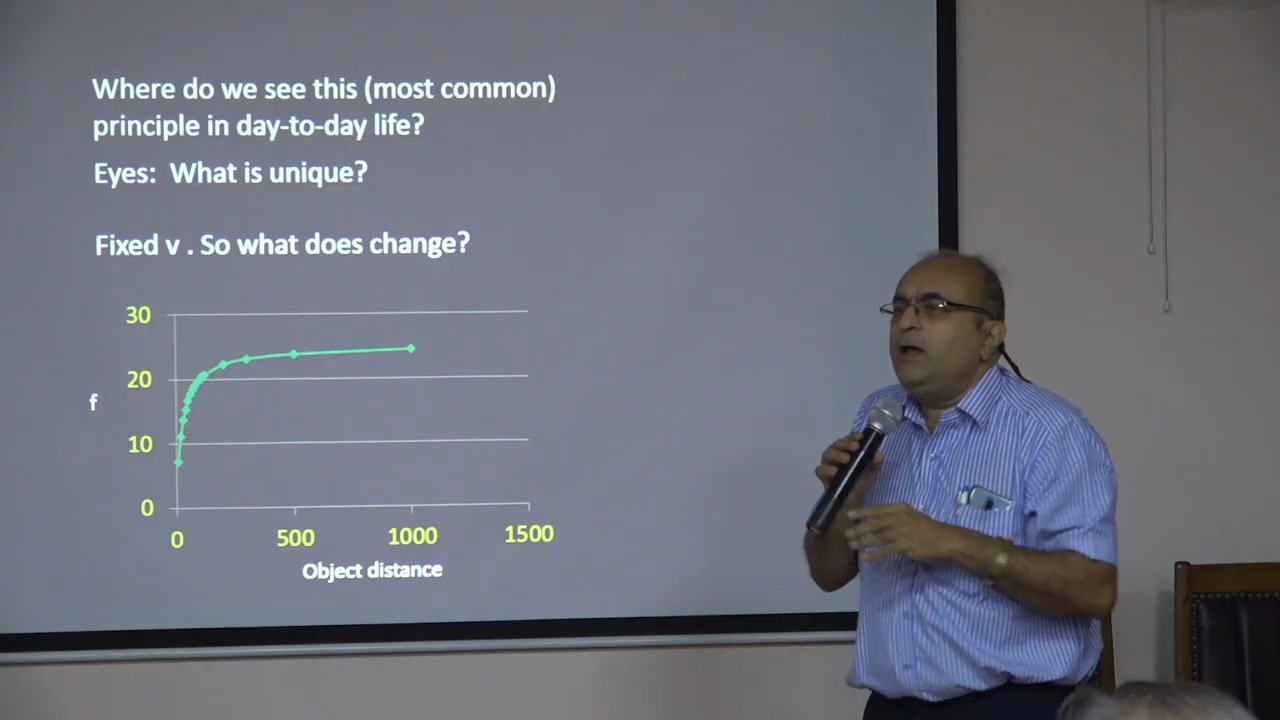 Where do we see this (most common)
principle in day-to-day life?
Eyes: What is unique?
Fixed v . So what does change?
30
20
f
10
0
0 500 1000 1500
Object distance